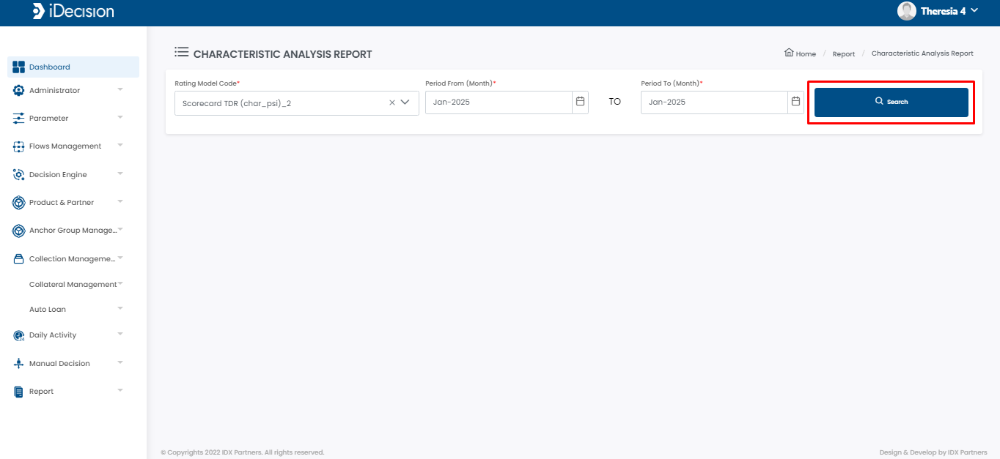 iDecision
Theresia 4
CHARACTERISTIC ANALYSIS REPORT
Home / Report / Characteristic Analysis Report
Dashboard
Administrator
Parameter
Flows Management
Decision Engine
Product & Partner
Anchor Group Manage...
Collection Manageme...
Collateral Management
Auto Loan
Daily Activity
Manual Decision
Report
Rating Model Code*
Scorecard TDR (char_psi)_2
Period From (Month)*
Jan-2025
TO
Period To (Month)*
Jan-2025
Search
© Copyrights 2022 IDX Partners. All rights reserved.
Design & Develop by IDX Partners